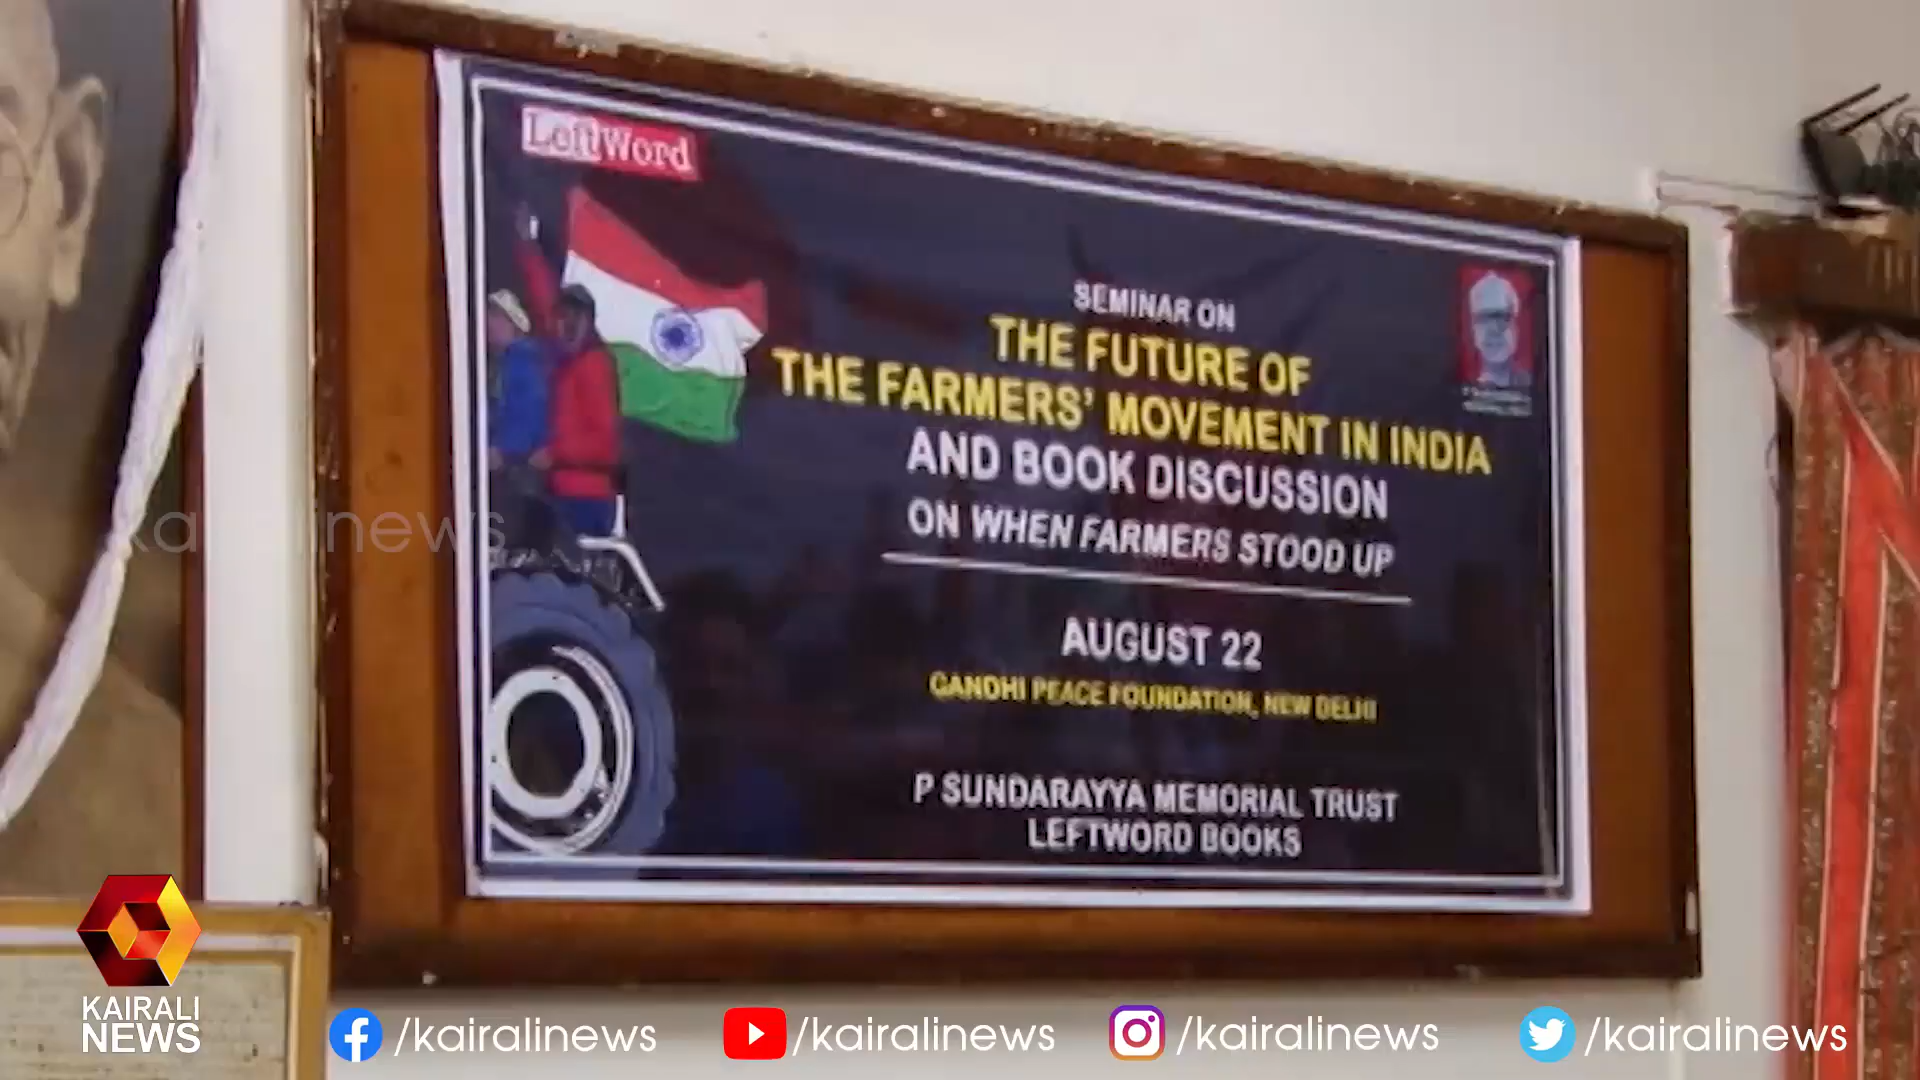 LeftWord
SEMINAR ON
THE FUTURE OF
THE FARMERS' MOVEMENT IN INDIA
AND BOOK DISCUSSION
ON WHEN FARMERS STOOD UP
AUGUST 22
GANDHI PEACE FOUNDATION, NEW DELHI
P SUNDARAYYA MEMORIAL TRUST
LEFTWORD BOOKS
kairalinews
KAIRALI
NEWS
/kairalinews
/kairalinews
/kairalinews
/kairalinews